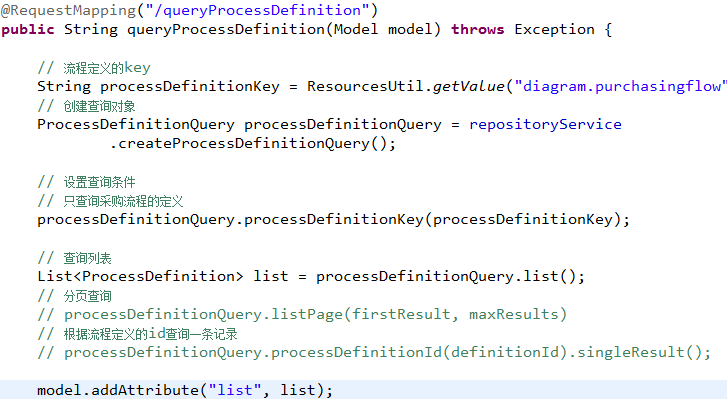 @RequestMapping("/queryProcessDefinition")
public String queryProcessDefinition(Model model) throws Exception {
// 流程定义的key
String processDefinitionKey = ResourcesUtil.getValue("diagram.purchasingflow"
// 创建查询对象
ProcessDefinitionQuery processDefinitionQuery = repositoryService
.createProcessDefinitionQuery();
// 设置查询条件
// 只查询采购流程的定义
processDefinitionQuery.processDefinitionKey(processDefinitionKey);
// 查询列表
List<ProcessDefinition> list = processDefinitionQuery.list();
// 分页查询
// processDefinitionQuery.listPage(firstResult, maxResults)
// 根据流程定义的id查询一条记录
// processDefinitionQuery.processDefinitionId(definitionId).singleResult();
model.addAttribute("list", list);